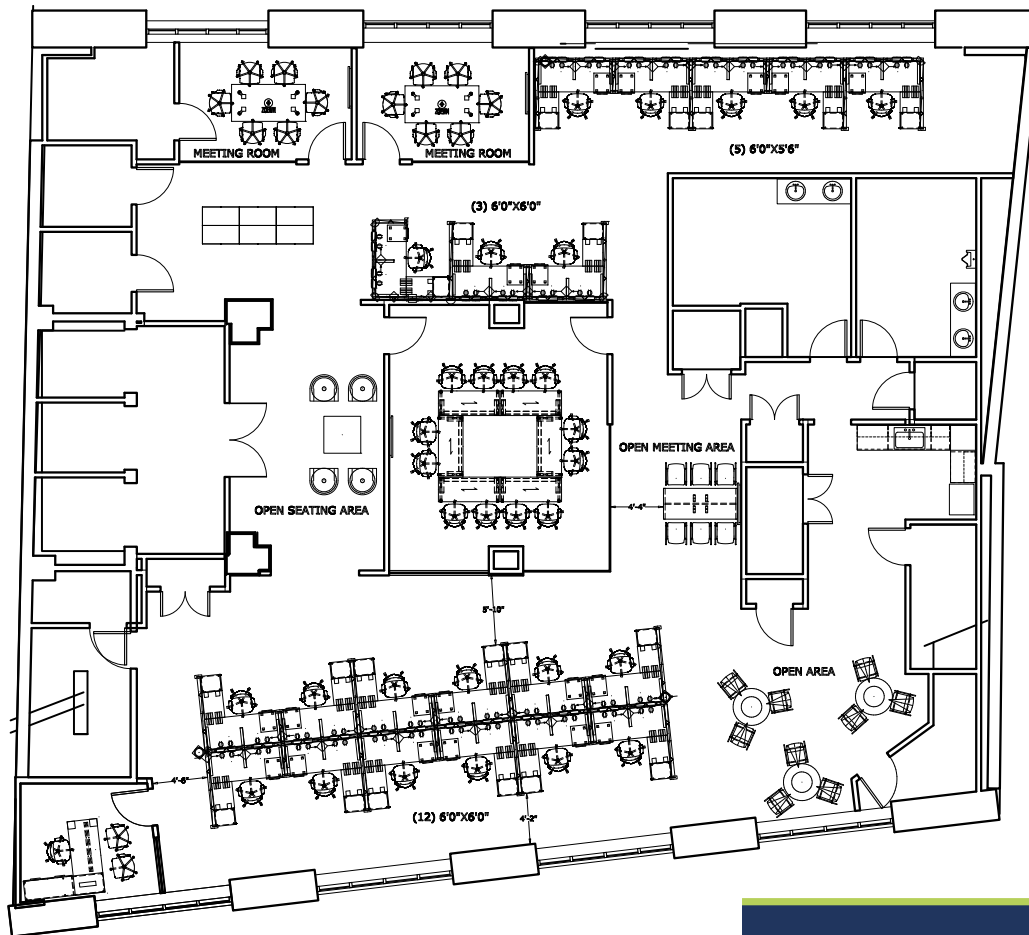 MEETING ROOM
MEETING ROOM
(5) 6'0"X5'6"
(3) 6'0"X6'0"
OPEN MEETING AREA
OPEN SEATING AREA
4'-4"
5'-10"
OPEN AREA
4'-5"
(12) 6'0"X6'0"
4'-2"